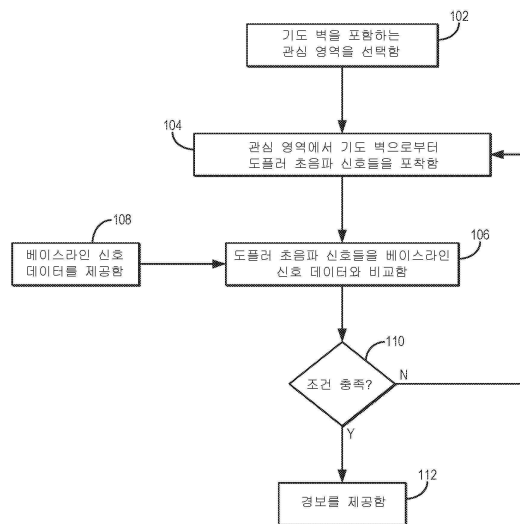 102
기도 벽을 포함하는
관심 영역을 선택함
104
관심 영역에서 기도 벽으로부터
도플러 초음파 신호들을 포착함
108
베이스라인 신호
데이터를 제공함
106
도플러 초음파 신호들을 베이스라인
신호 데이터와 비교함
110
조건 충족?
N
Y
112
경보를 제공함